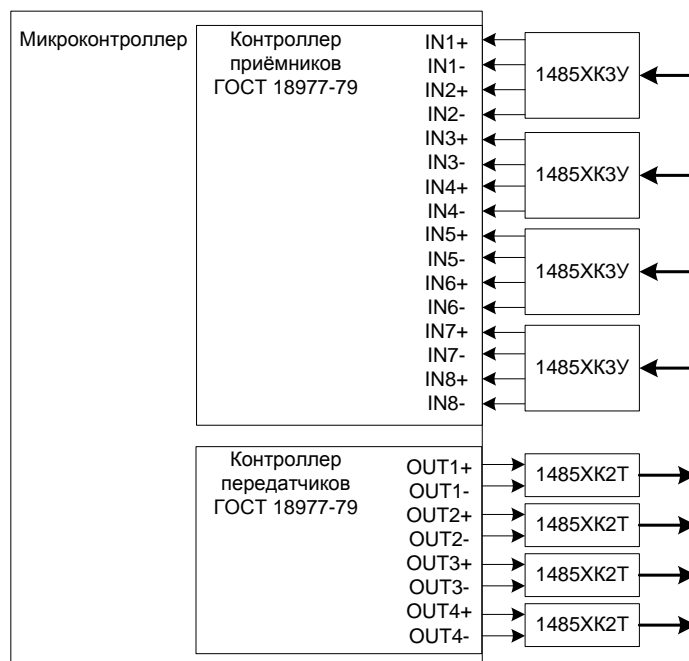 Микроконтроллер
Контроллер
приёмников
ГОСТ 18977-79
IN1+
IN1-
IN2+
IN2-
IN3+
IN3-
IN4+
IN4-
IN5+
IN5-
IN6+
IN6-
IN7+
IN7-
IN8+
IN8-
1485ХК3У
1485ХК3У
1485ХК3У
1485ХК3У
Контроллер
передатчиков
ГОСТ 18977-79
OUT1+
OUT1-
OUT2+
OUT2-
OUT3+
OUT3-
OUT4+
OUT4-
1485ХК2Т
1485ХК2Т
1485ХК2Т
1485ХК2Т